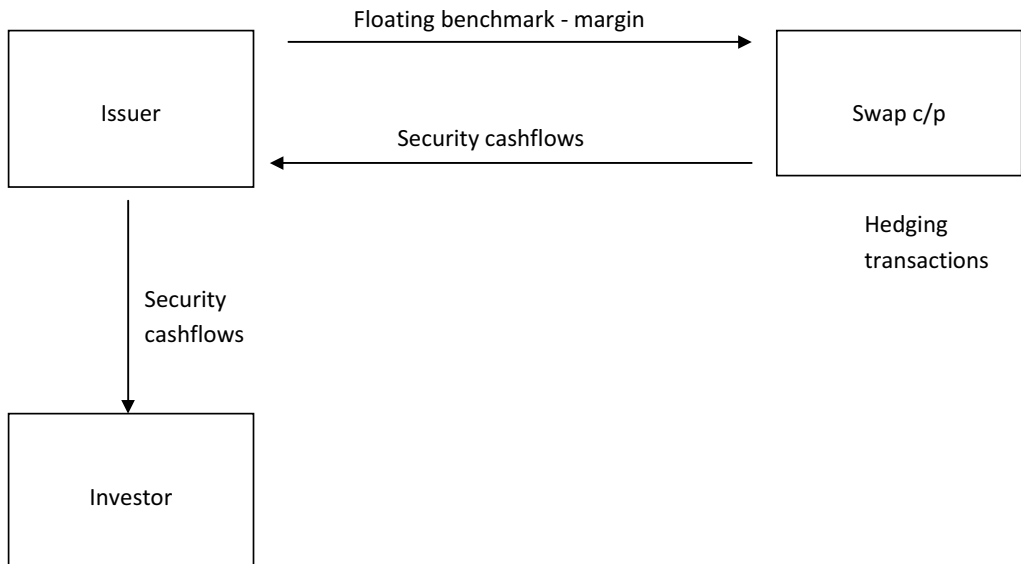 Floating benchmark - margin
Issuer
Swap c/p
Security cashflows
Hedging
transactions
Security
cashflows
Investor